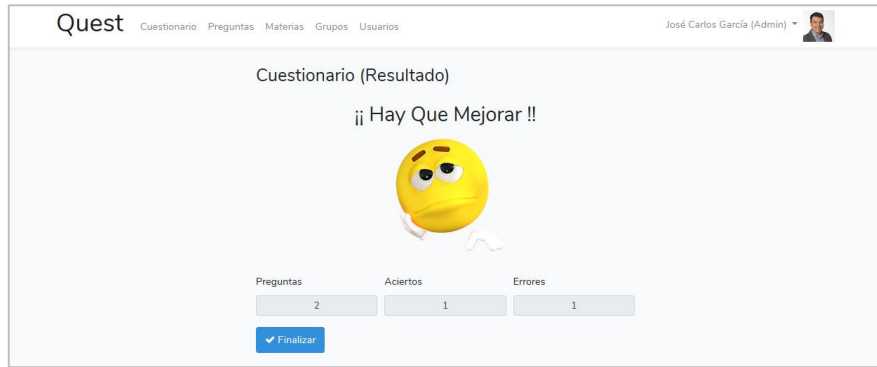 Quest Cuestionario Preguntas Materias Grupos Usuarios José Carlos García (Admin)
Cuestionario (Resultado)
¡¡ Hay Que Mejorar !!
Preguntas Aciertos Errores
2 1 1
Finalizar